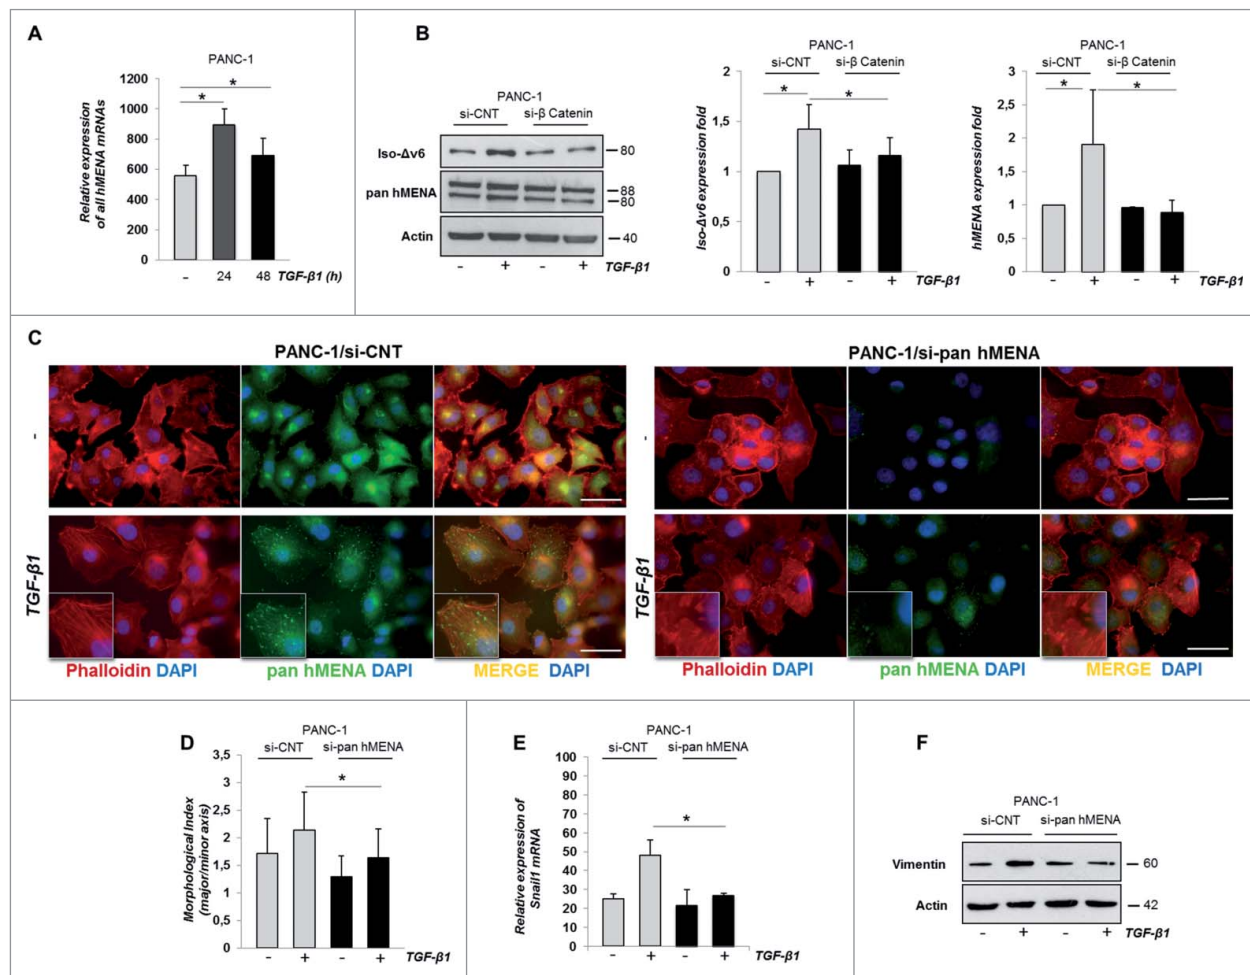 A
PANC-1
Relative expression
of all hMENA mRNAs
1200
1000
800
600
400
200
0
*
*
- 24 48 TGF-β1 (h)
B
PANC-1
si-CNT si-β Catenin
Iso-Δv6 80
pan hMENA 88
80
Actin 40
- + - + TGF-β1
PANC-1
si-CNT si-β Catenin
Iso-Δv6 expression fold
2
1,5
1
0,5
0
* *
- + - + TGF-β1
PANC-1
si-CNT si-β Catenin
hMENA expression fold
3
2,5
2
1,5
1
0,5
0
* *
- + - + TGF-β1
C
PANC-1/si-CNT
PANC-1/si-pan hMENA
-
-
TGF-β1
TGF-β1
Phalloidin DAPI pan hMENA DAPI MERGE DAPI
Phalloidin DAPI pan hMENA DAPI MERGE DAPI
D
PANC-1
si-CNT si-pan hMENA
Morphological Index
(major/minor axis)
3,5
3
2,5
2
1,5
1
0,5
0
*
- + - + TGF-β1
E
PANC-1
si-CNT si-pan hMENA
Relative expression of
Snail1 mRNA
100
90
80
70
60
50
40
30
20
10
0
*
- + - + TGF-β1
F
PANC-1
si-CNT si-pan hMENA
Vimentin 60
Actin 42
- + - + TGF-β1